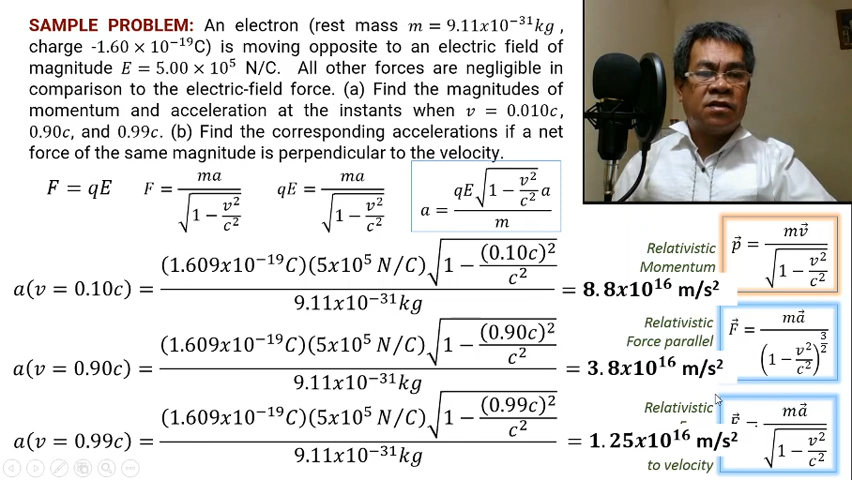 SAMPLE PROBLEM: An electron (rest mass m = 9.11x10⁻³¹kg ,
charge -1.60 × 10⁻¹⁹C) is moving opposite to an electric field of
magnitude E = 5.00 × 10⁵ N/C. All other forces are negligible in
comparison to the electric-field force. (a) Find the magnitudes of
momentum and acceleration at the instants when v = 0.010c,
0.90c, and 0.99c. (b) Find the corresponding accelerations if a net
force of the same magnitude is perpendicular to the velocity.
F = qE F = ma / √(1 − v²/c²) qE = ma / √(1 − v²/c²) a = qE√(1 − v²/c²) a / m
a(v = 0.10c) = (1.609x10⁻¹⁹C)(5x10⁵ N/C)√(1 − (0.10c)²/c²) / 9.11x10⁻³¹kg = 8.8x10¹⁶ m/s²
a(v = 0.90c) = (1.609x10⁻¹⁹C)(5x10⁵ N/C)√(1 − (0.90c)²/c²) / 9.11x10⁻³¹kg = 3.8x10¹⁶ m/s²
a(v = 0.99c) = (1.609x10⁻¹⁹C)(5x10⁵ N/C)√(1 − (0.99c)²/c²) / 9.11x10⁻³¹kg = 1.25x10¹⁶ m/s²
Relativistic
Momentum
p⃗ = mv⃗ / √(1 − v²/c²)
Relativistic
Force parallel
F⃗ = ma⃗ / (1 − v²/c²)^(3/2)
Relativistic
to velocity
ma⃗ / √(1 − v²/c²)